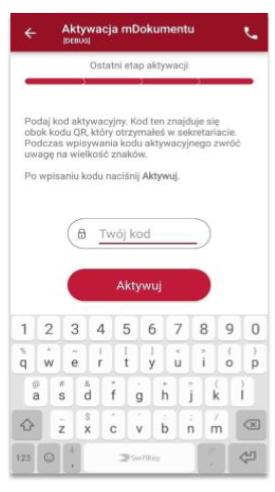 Aktywacja mDokumentu
[DEBUG]
Ostatni etap aktywacji
Podaj kod aktywacyjny. Kod ten znajduje się
obok kodu QR, który otrzymałeś w sekretariacie.
Podczas wpisywania kodu aktywacyjnego zwróć
uwagę na wielkość znaków.
Po wpisaniu kodu naciśnij Aktywuj.
Twój kod
Aktywuj
1 2 3 4 5 6 7 8 9 0
q w e r t y u i o p
a s d f g h j k l
z x c v b n m
123 , SwiftKey .